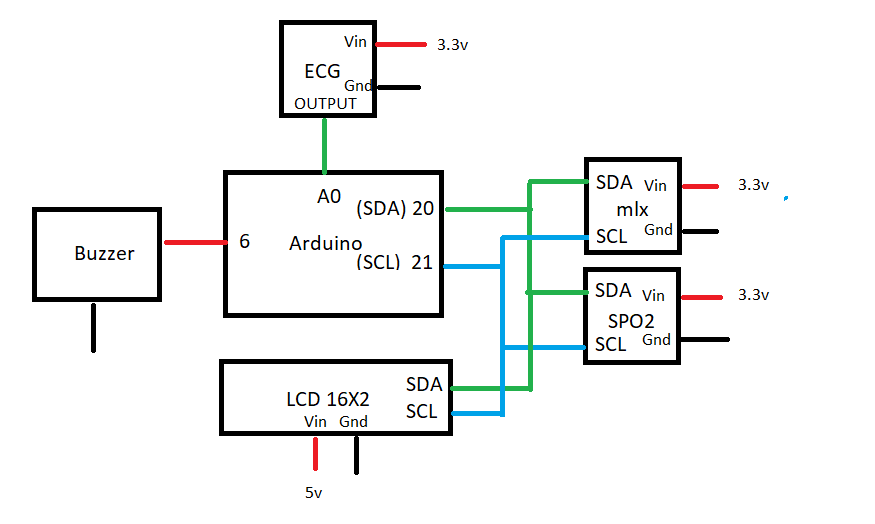 Vin
3.3v
ECG
Gnd
OUTPUT
A0
(SDA) 20
6
Arduino
(SCL) 21
Buzzer
SDA
Vin
3.3v
mlx
SCL
Gnd
SDA
Vin
3.3v
SPO2
SCL
Gnd
LCD 16X2
SDA
SCL
Vin
Gnd
5v